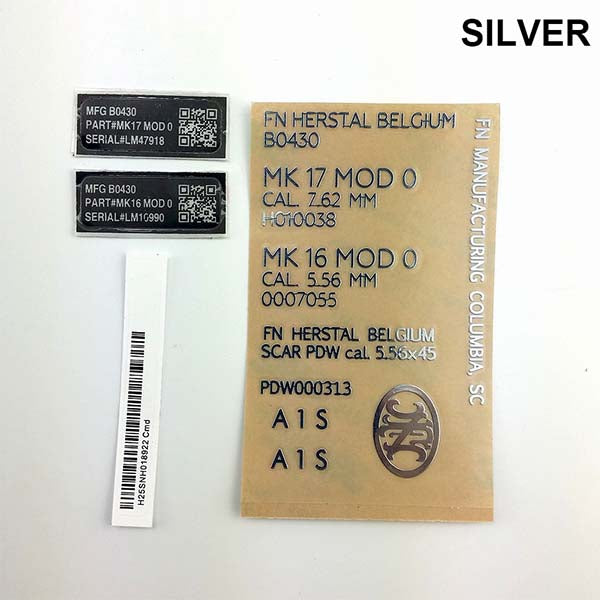 SILVER
MFG B0430
PART#MK17 MOD 0
SERIAL#LM47918
MFG B0430
PART#MK16 MOD 0
SERIAL#LM1G990
H25SNH018922 Cmd
FN HERSTAL BELGIUM
B0430
MK 17 MOD 0
CAL. 7.62 MM
H010038
MK 16 MOD 0
CAL. 5.56 MM
0007055
FN HERSTAL BELGIUM
SCAR PDW cal. 5.56x45
PDW000313
A1S
A1S
FN MANUFACTURING COLUMBIA, SC